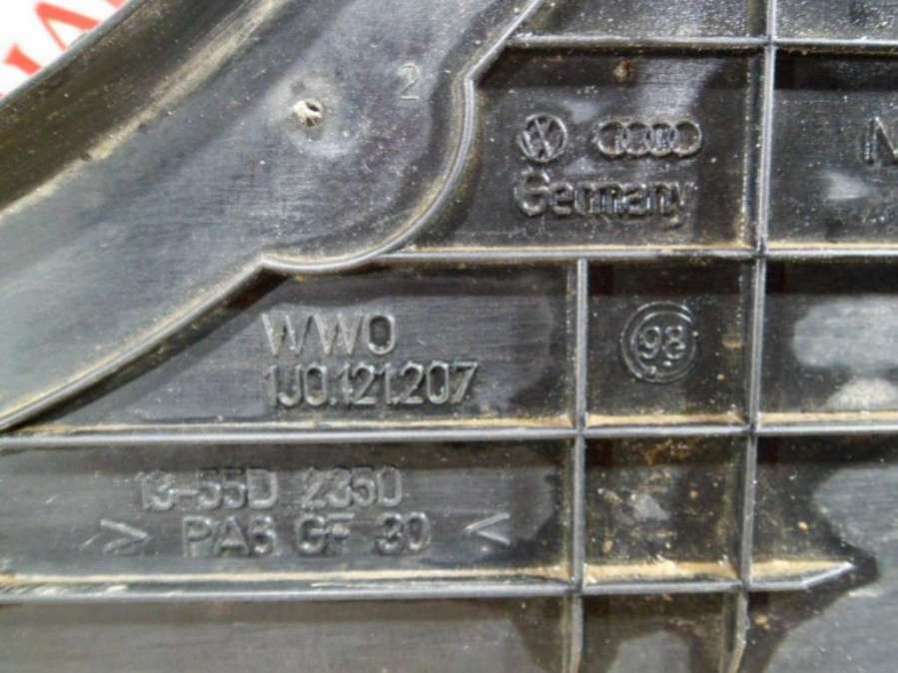 2
Germany
98
WWO
1J0.121.207
13-55D 2350
> PA6 GF 30 <